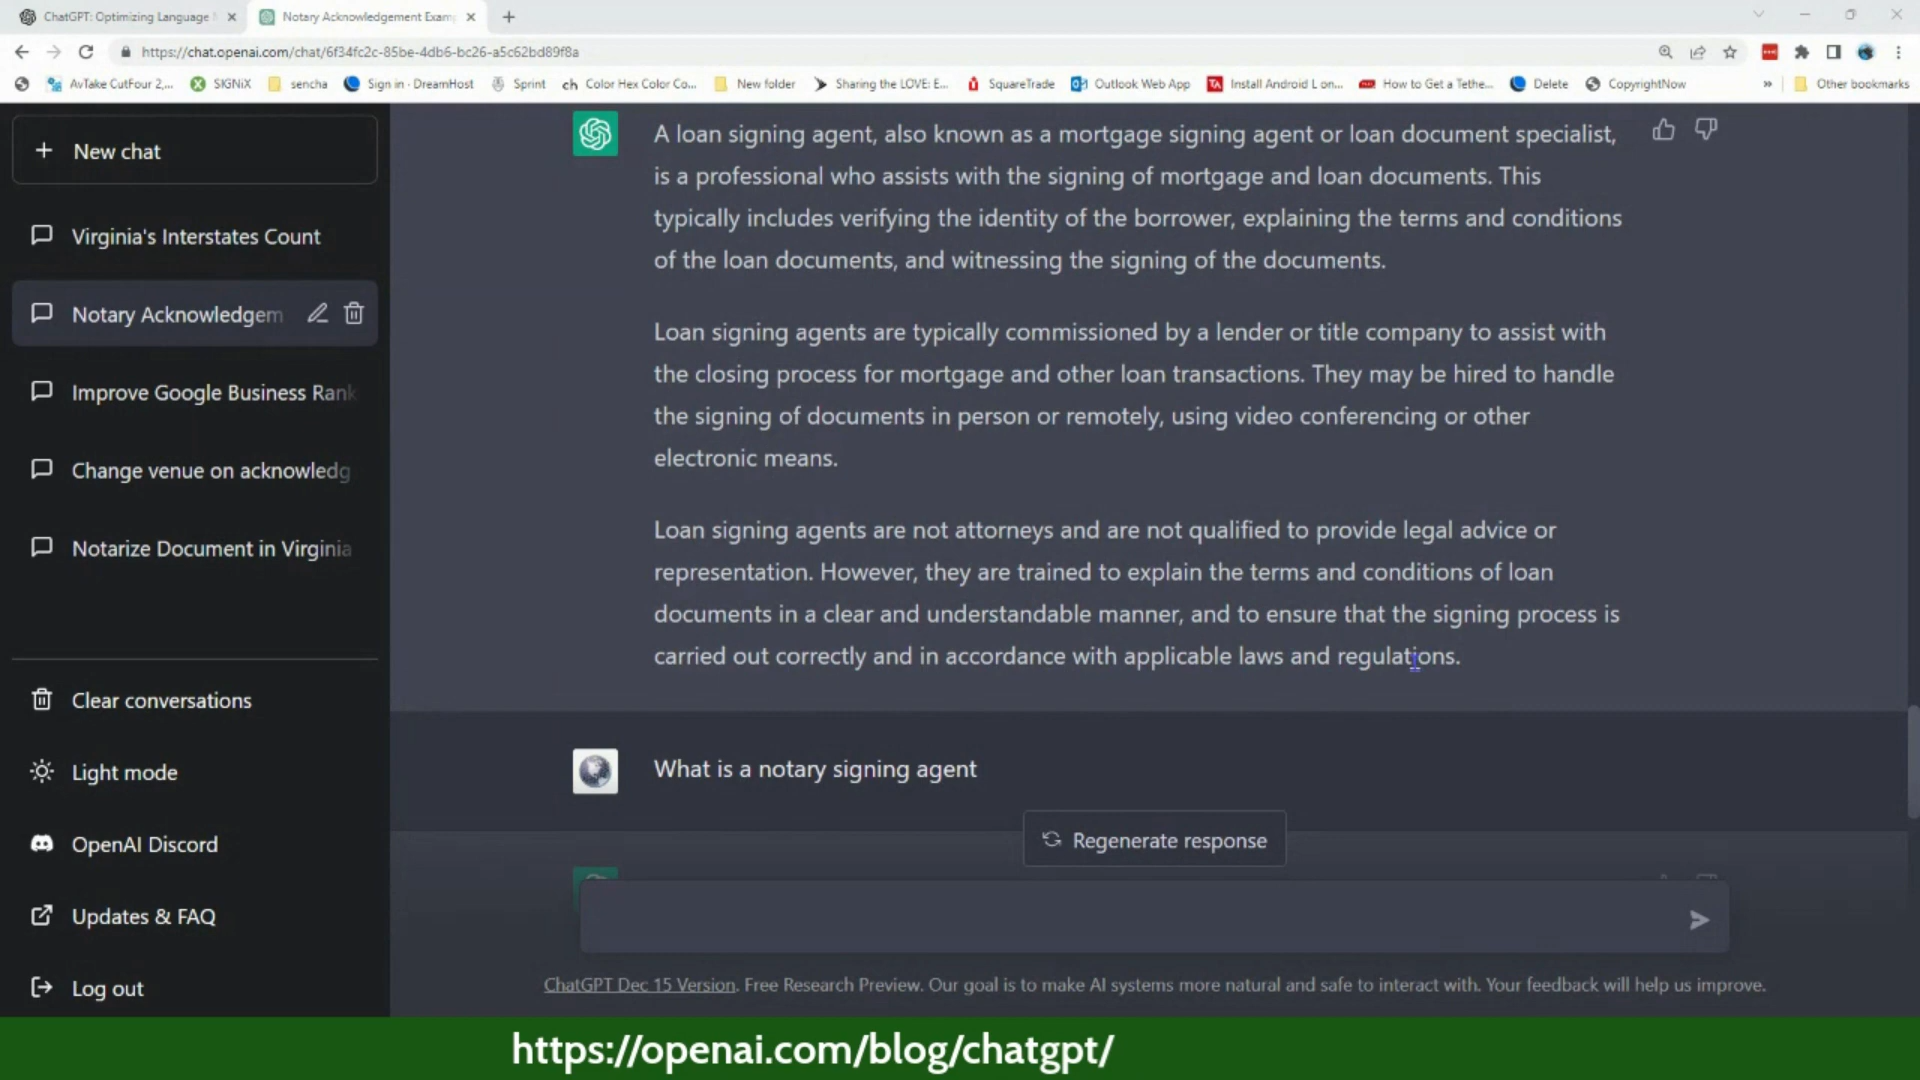 ChatGPT: Optimizing Language
Notary Acknowledgement Exam
https://chat.openai.com/chat/6f34fc2c-85be-4db6-bc26-a5c62bd89f8a
AvTake CutFour 2,...
SIGNiX
sencha
Sign in · DreamHost
Sprint
ch Color Hex Color Co...
New folder
Sharing the LOVE: E...
SquareTrade
Outlook Web App
TA Install Android L on...
How to Get a Tethe...
Delete
CopyrightNow
»
Other bookmarks
+ New chat
Virginia's Interstates Count
Notary Acknowledgem
Improve Google Business Rank
Change venue on acknowledg
Notarize Document in Virginia
Clear conversations
Light mode
OpenAI Discord
Updates & FAQ
Log out
A loan signing agent, also known as a mortgage signing agent or loan document specialist,
is a professional who assists with the signing of mortgage and loan documents. This
typically includes verifying the identity of the borrower, explaining the terms and conditions
of the loan documents, and witnessing the signing of the documents.
Loan signing agents are typically commissioned by a lender or title company to assist with
the closing process for mortgage and other loan transactions. They may be hired to handle
the signing of documents in person or remotely, using video conferencing or other
electronic means.
Loan signing agents are not attorneys and are not qualified to provide legal advice or
representation. However, they are trained to explain the terms and conditions of loan
documents in a clear and understandable manner, and to ensure that the signing process is
carried out correctly and in accordance with applicable laws and regulations.
What is a notary signing agent
Regenerate response
ChatGPT Dec 15 Version. Free Research Preview. Our goal is to make AI systems more natural and safe to interact with. Your feedback will help us improve.
https://openai.com/blog/chatgpt/